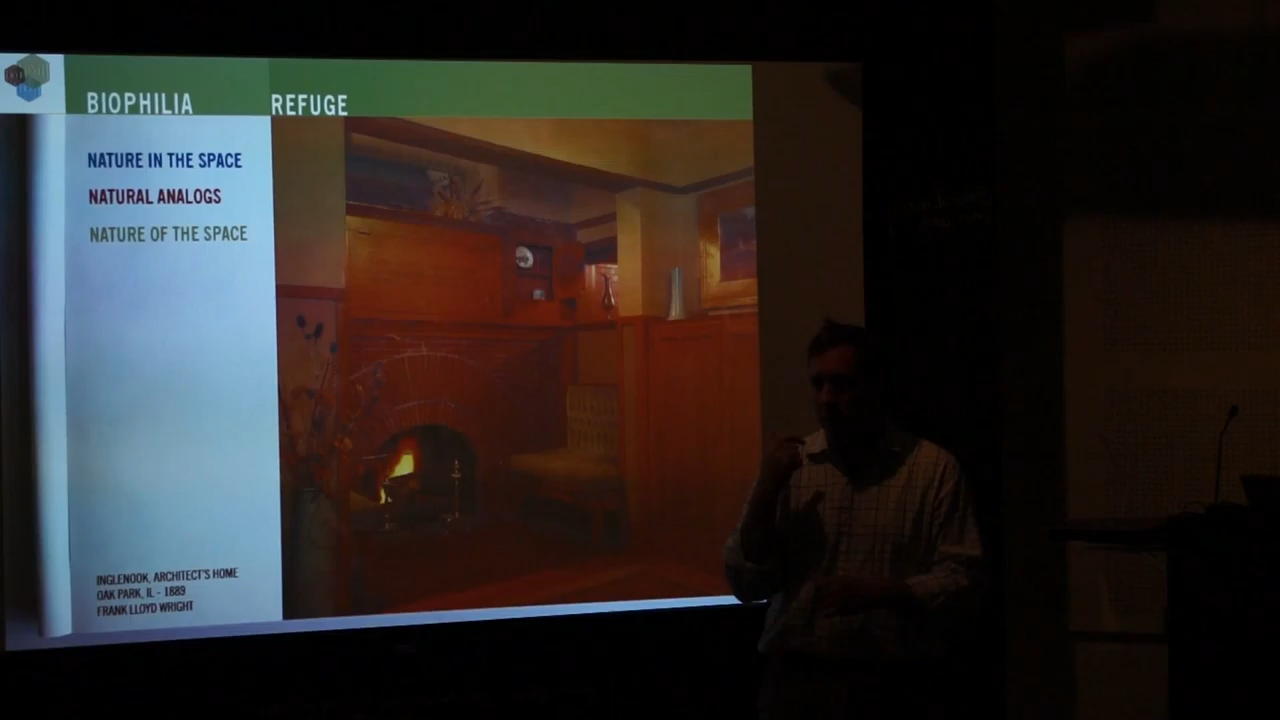 BIOPHILIA REFUGE
NATURE IN THE SPACE
NATURAL ANALOGS
NATURE OF THE SPACE
INGLENOOK, ARCHITECT'S HOME
OAK PARK, IL - 1889
FRANK LLOYD WRIGHT